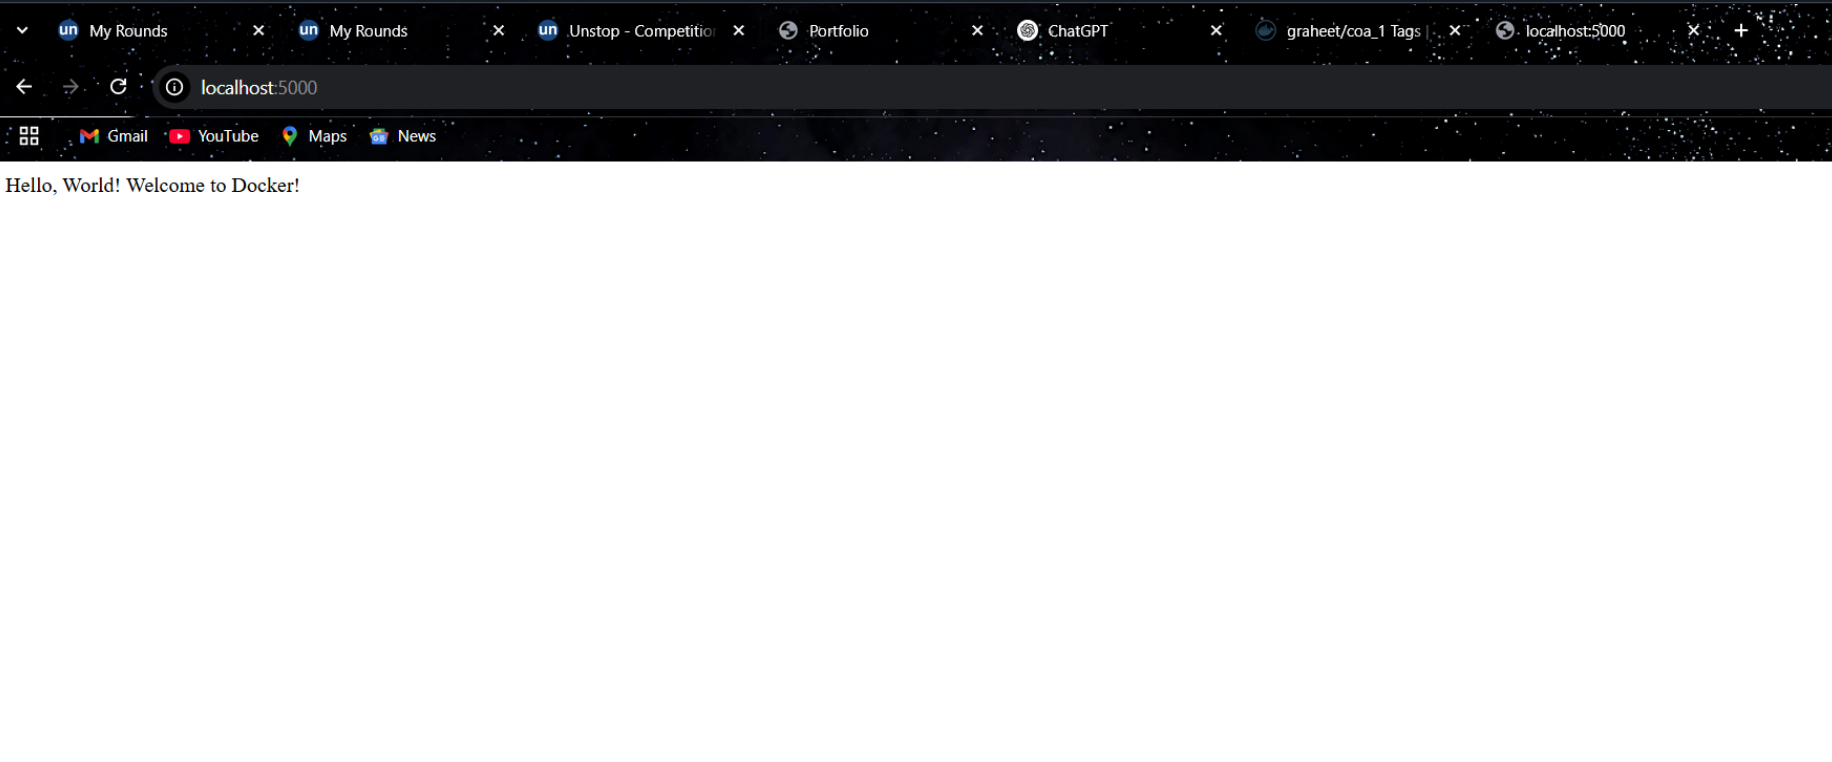 un My Rounds un My Rounds un Unstop - Competition Portfolio ChatGPT graheet/coa_1 Tags | localhost:5000
localhost:5000
Gmail YouTube Maps News
Hello, World! Welcome to Docker!